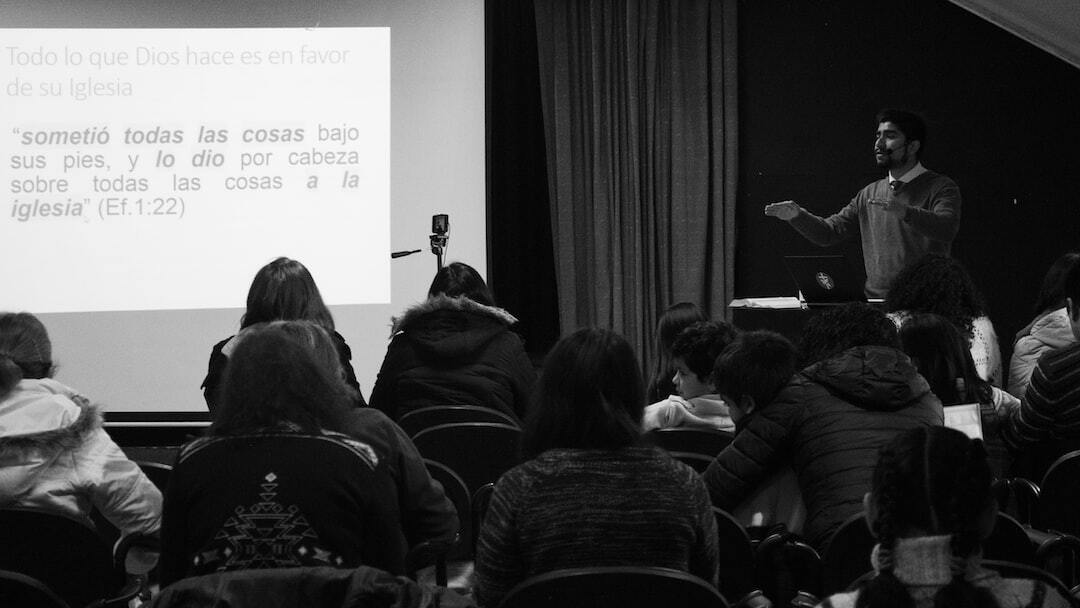 Todo lo que Dios hace es en favor
de su Iglesia
“sometió todas las cosas bajo
sus pies, y lo dio por cabeza
sobre todas las cosas a la
iglesia” (Ef.1:22)